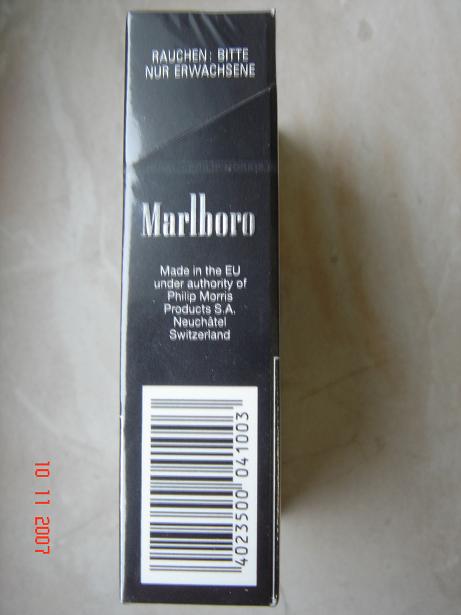 RAUCHEN: BITTE
NUR ERWACHSENE
Marlboro
Made in the EU
under authority of
Philip Morris
Products S.A.
Neuchâtel
Switzerland
4023500 041003
10 11 2007